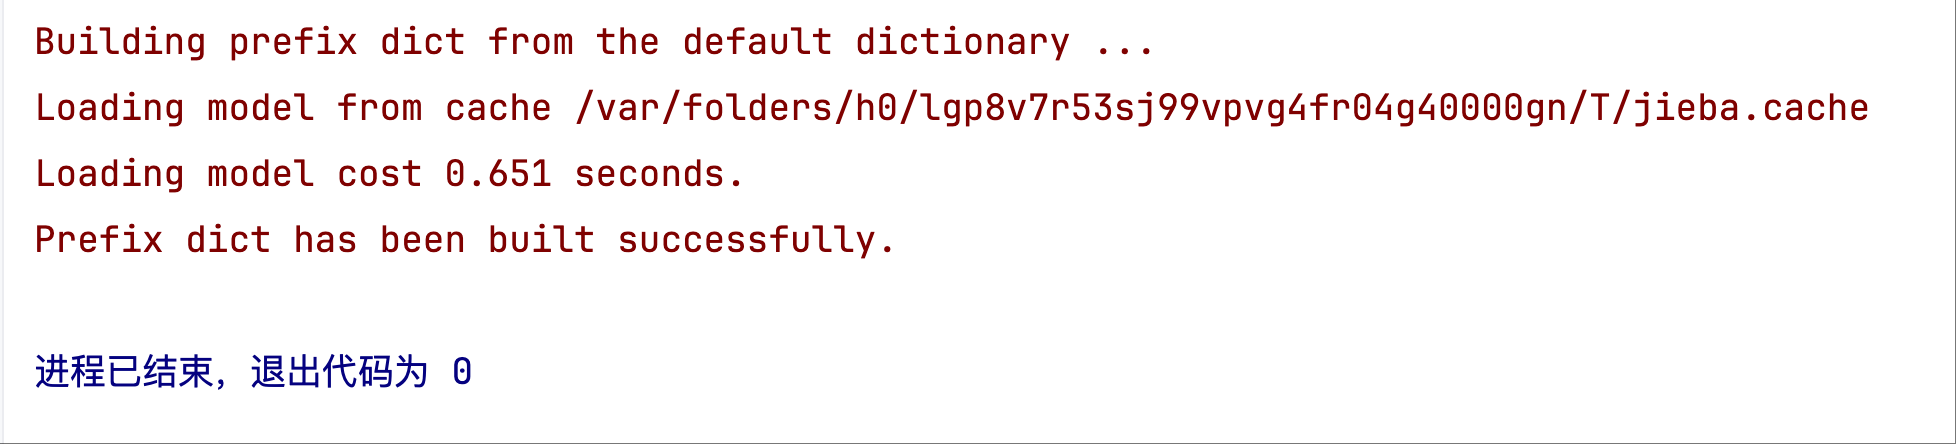 Building prefix dict from the default dictionary ...
Loading model from cache /var/folders/h0/lgp8v7r53sj99vpvg4fr04g40000gn/T/jieba.cache
Loading model cost 0.651 seconds.
Prefix dict has been built successfully.
进程已结束，退出代码为 0